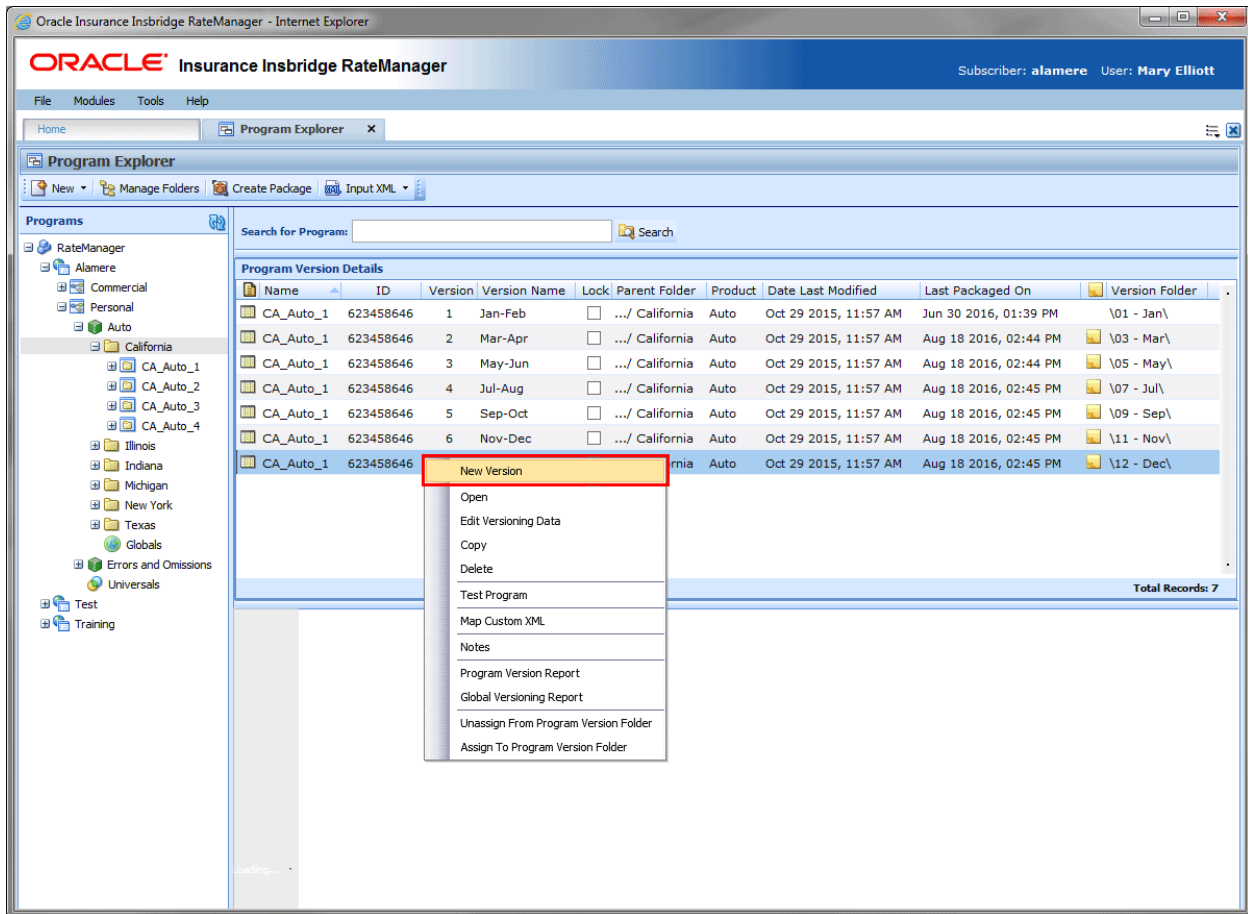 Oracle Insurance Insbridge RateManager - Internet Explorer
ORACLE® Insurance Insbridge RateManager
Subscriber: alamere User: Mary Elliott
File Modules Tools Help
Home Program Explorer x
Program Explorer
New Manage Folders Create Package Input XML
Programs
RateManager
Alamere
Commercial
Personal
Auto
California
CA_Auto_1
CA_Auto_2
CA_Auto_3
CA_Auto_4
Illinois
Indiana
Michigan
New York
Texas
Globals
Errors and Omissions
Universals
Test
Training
Search for Program: Search
Program Version Details
Name ID Version Version Name Lock Parent Folder Product Date Last Modified Last Packaged On Version Folder
CA_Auto_1 623458646 1 Jan-Feb .../ California Auto Oct 29 2015, 11:57 AM Jun 30 2016, 01:39 PM \01 - Jan\
CA_Auto_1 623458646 2 Mar-Apr .../ California Auto Oct 29 2015, 11:57 AM Aug 18 2016, 02:44 PM \03 - Mar\
CA_Auto_1 623458646 3 May-Jun .../ California Auto Oct 29 2015, 11:57 AM Aug 18 2016, 02:44 PM \05 - May\
CA_Auto_1 623458646 4 Jul-Aug .../ California Auto Oct 29 2015, 11:57 AM Aug 18 2016, 02:45 PM \07 - Jul\
CA_Auto_1 623458646 5 Sep-Oct .../ California Auto Oct 29 2015, 11:57 AM Aug 18 2016, 02:45 PM \09 - Sep\
CA_Auto_1 623458646 6 Nov-Dec .../ California Auto Oct 29 2015, 11:57 AM Aug 18 2016, 02:45 PM \11 - Nov\
CA_Auto_1 623458646 rnia Auto Oct 29 2015, 11:57 AM Aug 18 2016, 02:45 PM \12 - Dec\
New Version
Open
Edit Versioning Data
Copy
Delete
Test Program
Map Custom XML
Notes
Program Version Report
Global Versioning Report
Unassign From Program Version Folder
Assign To Program Version Folder
Total Records: 7
Loading...